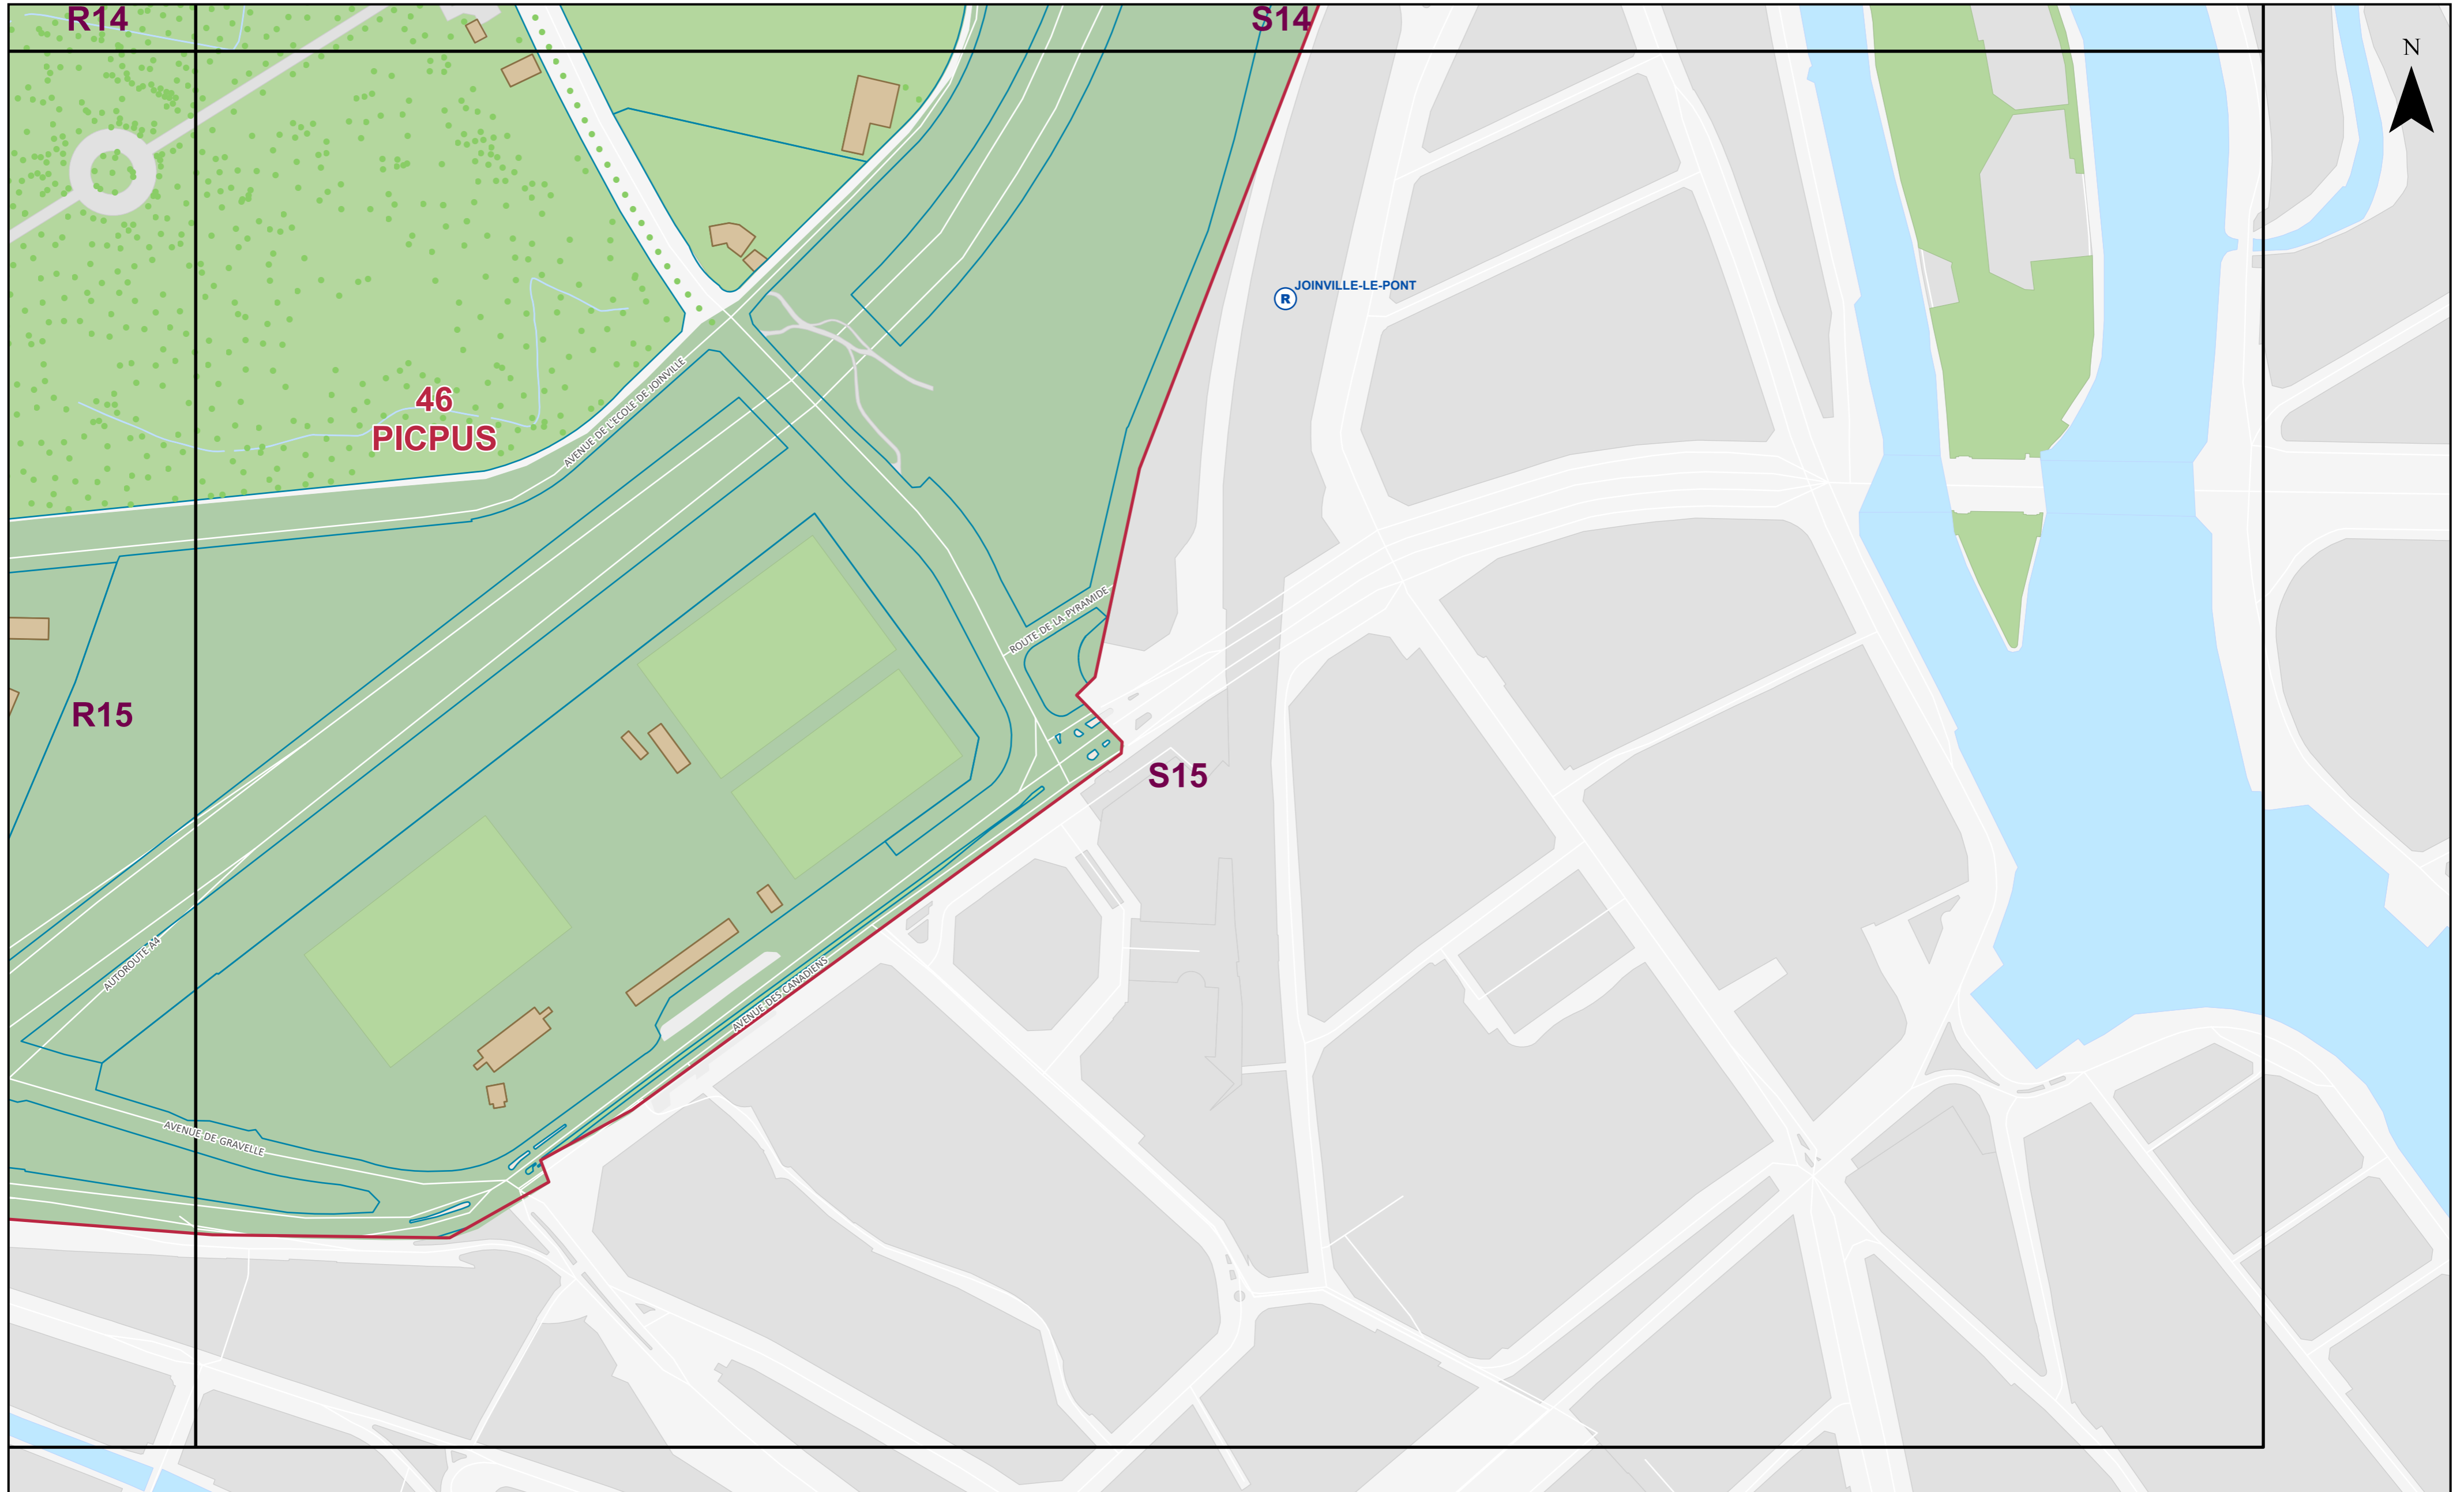 R14
S14
N
R
JOINVILLE-LE-PONT
AVENUE DE L'ECOLE DE JOINVILLE
46
PICPUS
ROUTE DE LA PYRAMIDE
R15
S15
AUTOROUTE A4
AVENUE DES CANADIENS
AVENUE DE GRAVELLE